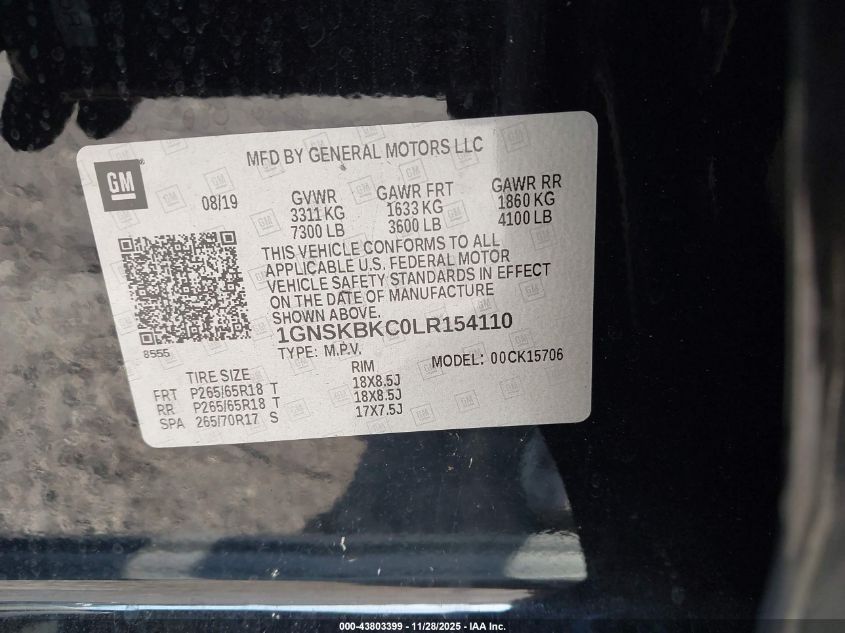 MFD BY GENERAL MOTORS LLC
GM
08/19
GVWR GAWR FRT GAWR RR
3311 KG 1633 KG 1860 KG
7300 LB 3600 LB 4100 LB
THIS VEHICLE CONFORMS TO ALL
APPLICABLE U.S. FEDERAL MOTOR
VEHICLE SAFETY STANDARDS IN EFFECT
ON THE DATE OF MANUFACTURE
SHOWN ABOVE.
1GNSKBKC0LR154110
8555
TYPE: M.P.V. MODEL: 00CK15706
TIRE SIZE RIM
FRT P265/65R18 T 18X8.5J
RR P265/65R18 T 18X8.5J
SPA 265/70R17 S 17X7.5J
000-43803399 | 11/28/2025 - IAA Inc.